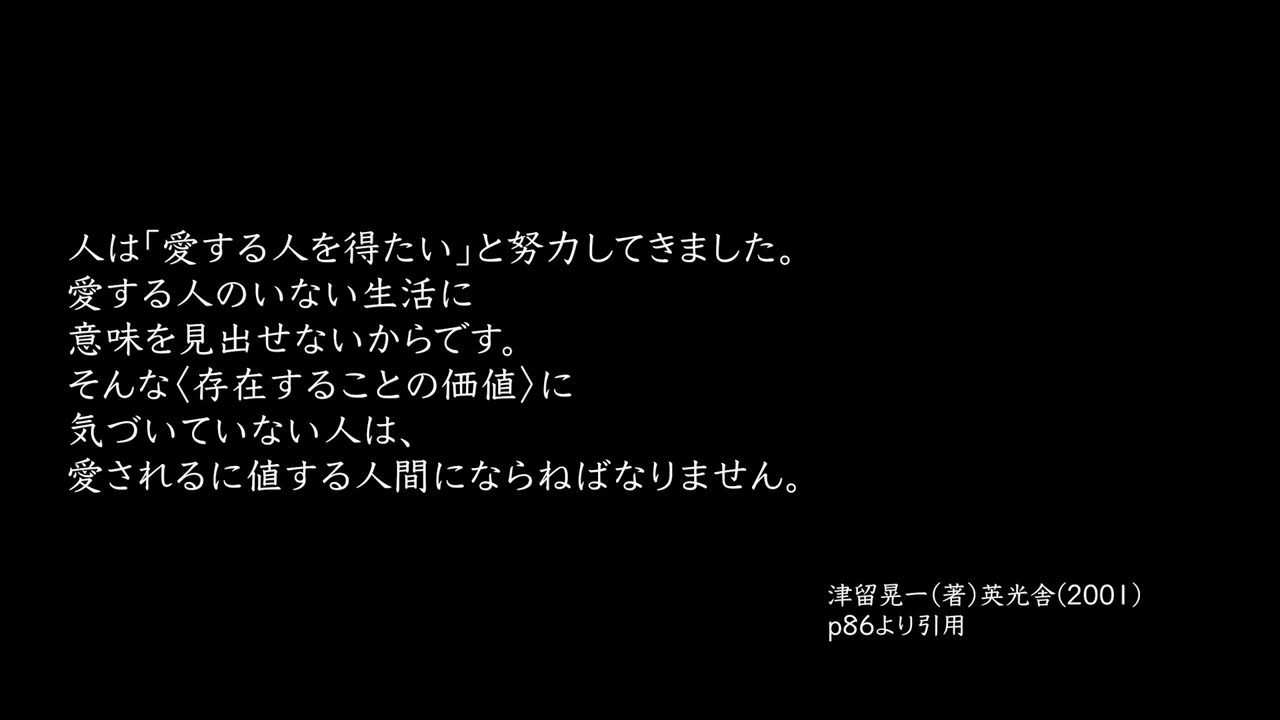 人は「愛する人を得たい」と努力してきました。
愛する人のいない生活に
意味を見出せないからです。
そんな〈存在することの価値〉に
気づいていない人は、
愛されるに値する人間にならねばなりません。
津留晃一(著)英光舎(2001)
p86より引用